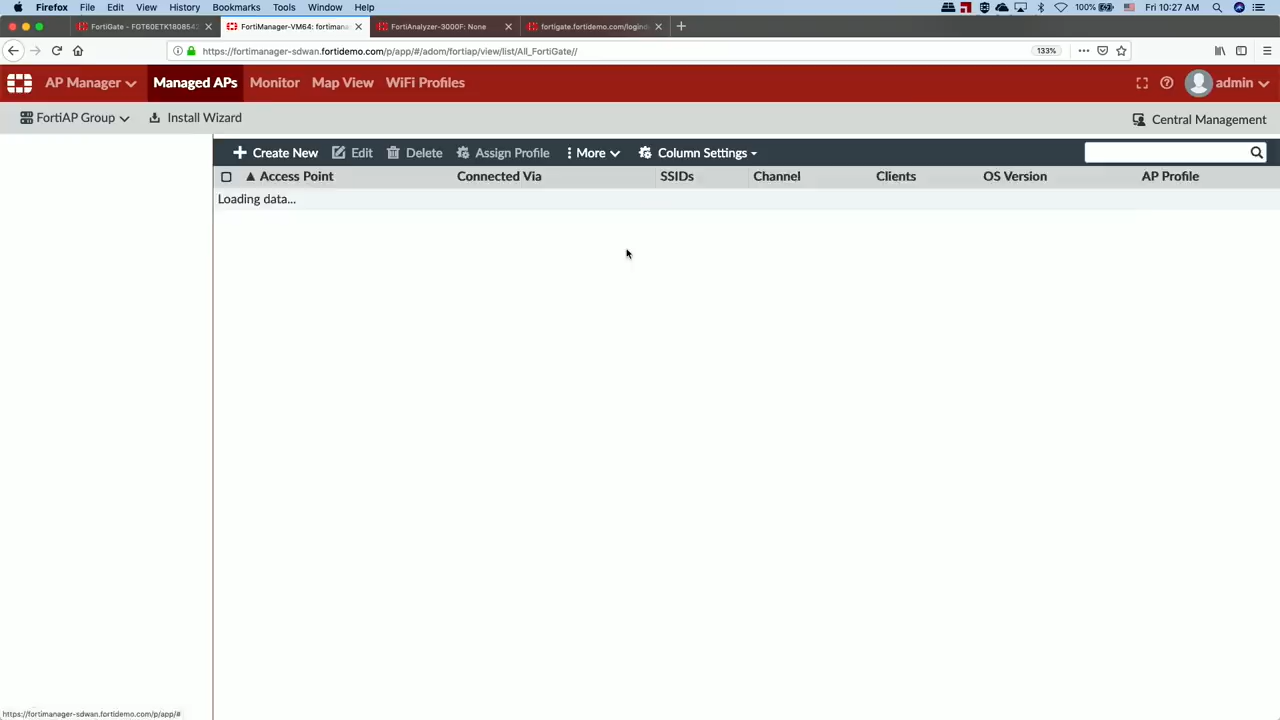 Firefox File Edit View History Bookmarks Tools Window Help 100% Fri 10:27 AM
FortiGate - FGT60ETK180854 FortiManager-VM64: fortimana FortiAnalyzer-3000F: None fortigate.fortidemo.com/logind
https://fortimanager-sdwan.fortidemo.com/p/app/#/adom/fortiap/view/list/All_FortiGate// 133%
AP Manager Managed APs Monitor Map View WiFi Profiles admin
FortiAP Group Install Wizard Central Management
Create New Edit Delete Assign Profile More Column Settings
Access Point Connected Via SSIDs Channel Clients OS Version AP Profile
Loading data...
https://fortimanager-sdwan.fortidemo.com/p/app/#